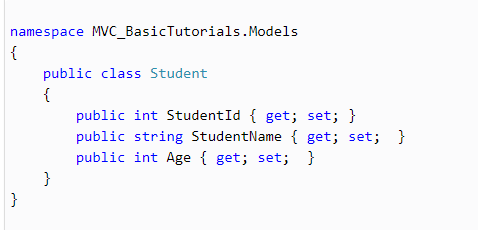 namespace MVC_BasicTutorials.Models
{
    public class Student
    {
        public int StudentId { get; set; }
        public string StudentName { get; set;  }
        public int Age { get; set;  }
    }
}